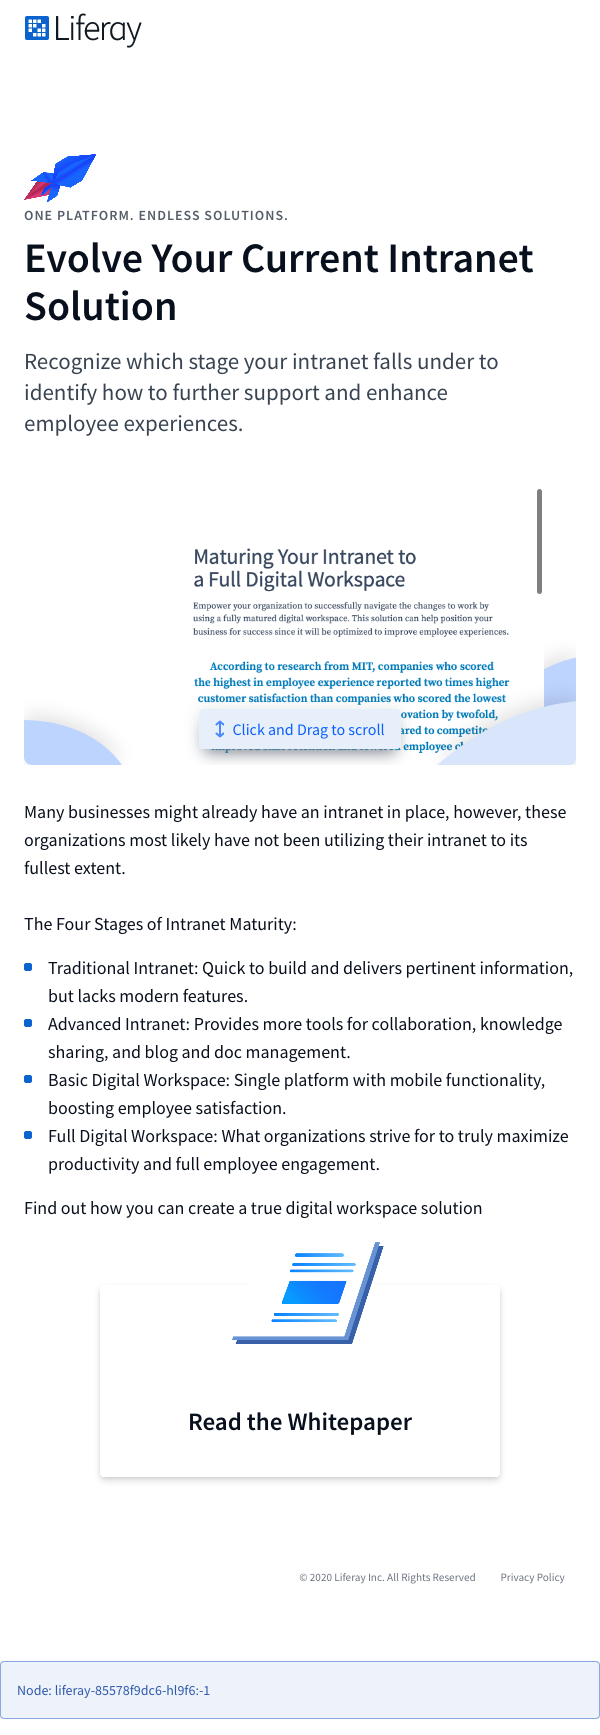 Liferay
ONE PLATFORM. ENDLESS SOLUTIONS.
Evolve Your Current Intranet
Solution
Recognize which stage your intranet falls under to
identify how to further support and enhance
employee experiences.
Maturing Your Intranet to
a Full Digital Workspace
Empower your organization to successfully navigate the changes to work by
using a fully matured digital workspace. This solution can help position your
business for success since it will be optimized to improve employee experiences.
According to research from MIT, companies who scored
the highest in employee experience reported two times higher
customer satisfaction than companies who scored the lowest
by twofold,
Click and Drag to scroll
employee
Many businesses might already have an intranet in place, however, these
organizations most likely have not been utilizing their intranet to its
fullest extent.
The Four Stages of Intranet Maturity:
Traditional Intranet: Quick to build and delivers pertinent information,
but lacks modern features.
Advanced Intranet: Provides more tools for collaboration, knowledge
sharing, and blog and doc management.
Basic Digital Workspace: Single platform with mobile functionality,
boosting employee satisfaction.
Full Digital Workspace: What organizations strive for to truly maximize
productivity and full employee engagement.
Find out how you can create a true digital workspace solution
Read the Whitepaper
© 2020 Liferay Inc. All Rights Reserved Privacy Policy
Node: liferay-85578f9dc6-hl9f6:-1